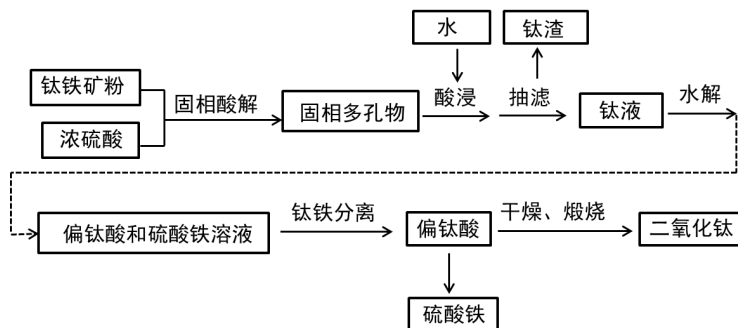 水
钛渣
钛铁矿粉
固相酸解
固相多孔物
酸浸
抽滤
钛液
水解
浓硫酸
偏钛酸和硫酸铁溶液
钛铁分离
偏钛酸
干燥、煅烧
二氧化钛
硫酸铁